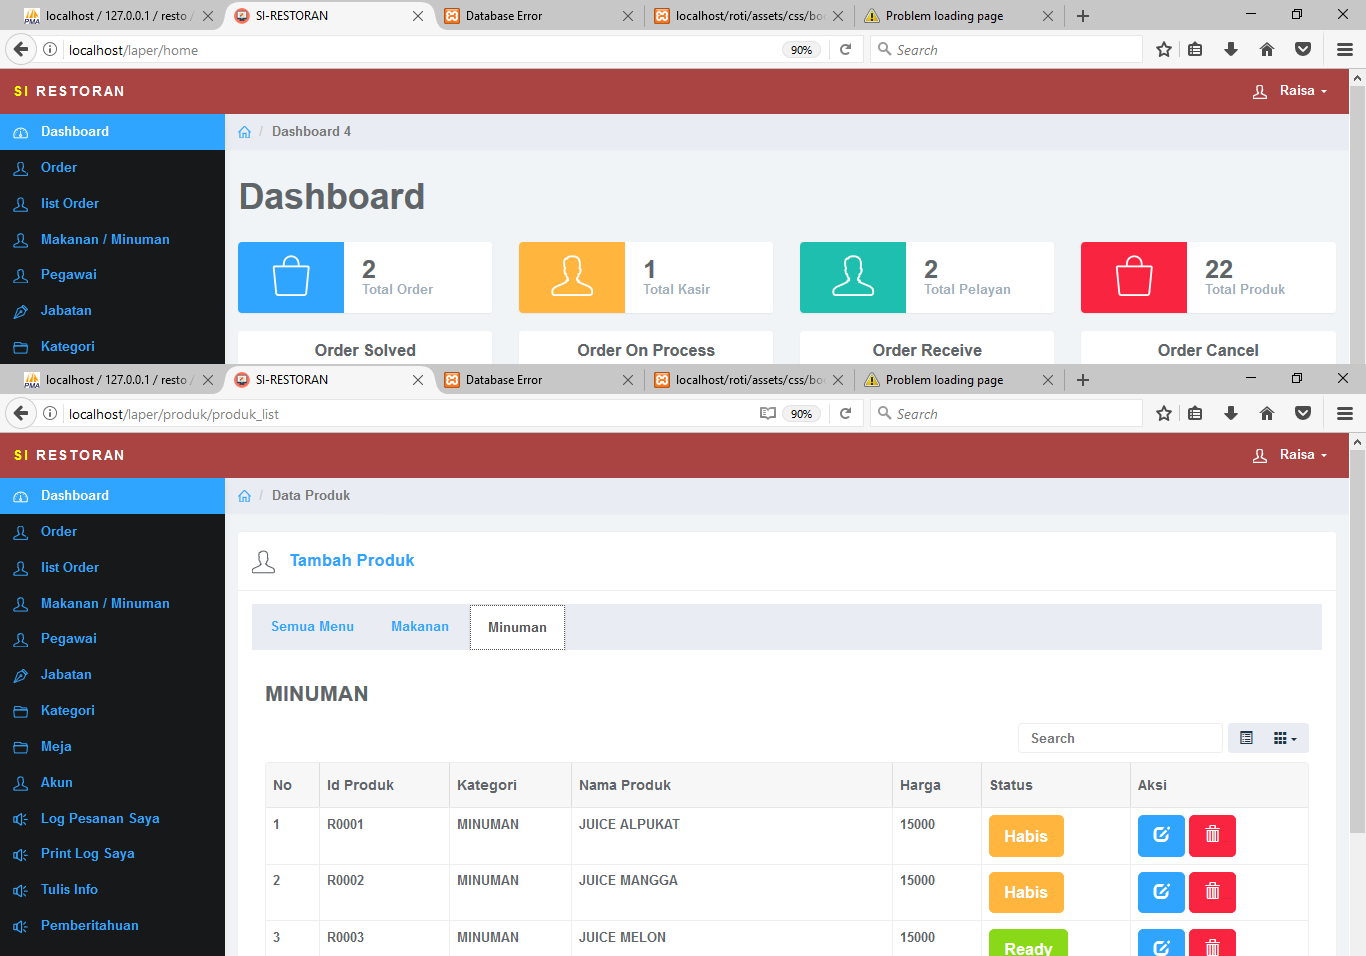 PMA localhost / 127.0.0.1 / resto / SI-RESTORAN Database Error localhost/roti/assets/css/bo Problem loading page
localhost/laper/home 90% Search
SI RESTORAN Raisa
Dashboard
Order
list Order
Makanan / Minuman
Pegawai
Jabatan
Kategori
/ Dashboard 4
Dashboard
2
Total Order
1
Total Kasir
2
Total Pelayan
22
Total Produk
Order Solved Order On Process Order Receive Order Cancel
PMA localhost / 127.0.0.1 / resto / SI-RESTORAN Database Error localhost/roti/assets/css/bo Problem loading page
localhost/laper/produk/produk_list 90% Search
SI RESTORAN Raisa
Dashboard
Order
list Order
Makanan / Minuman
Pegawai
Jabatan
Kategori
Meja
Akun
Log Pesanan Saya
Print Log Saya
Tulis Info
Pemberitahuan
/ Data Produk
Tambah Produk
Semua Menu Makanan Minuman
MINUMAN
Search
No Id Produk Kategori Nama Produk Harga Status Aksi
1 R0001 MINUMAN JUICE ALPUKAT 15000 Habis
2 R0002 MINUMAN JUICE MANGGA 15000 Habis
3 R0003 MINUMAN JUICE MELON 15000 Ready